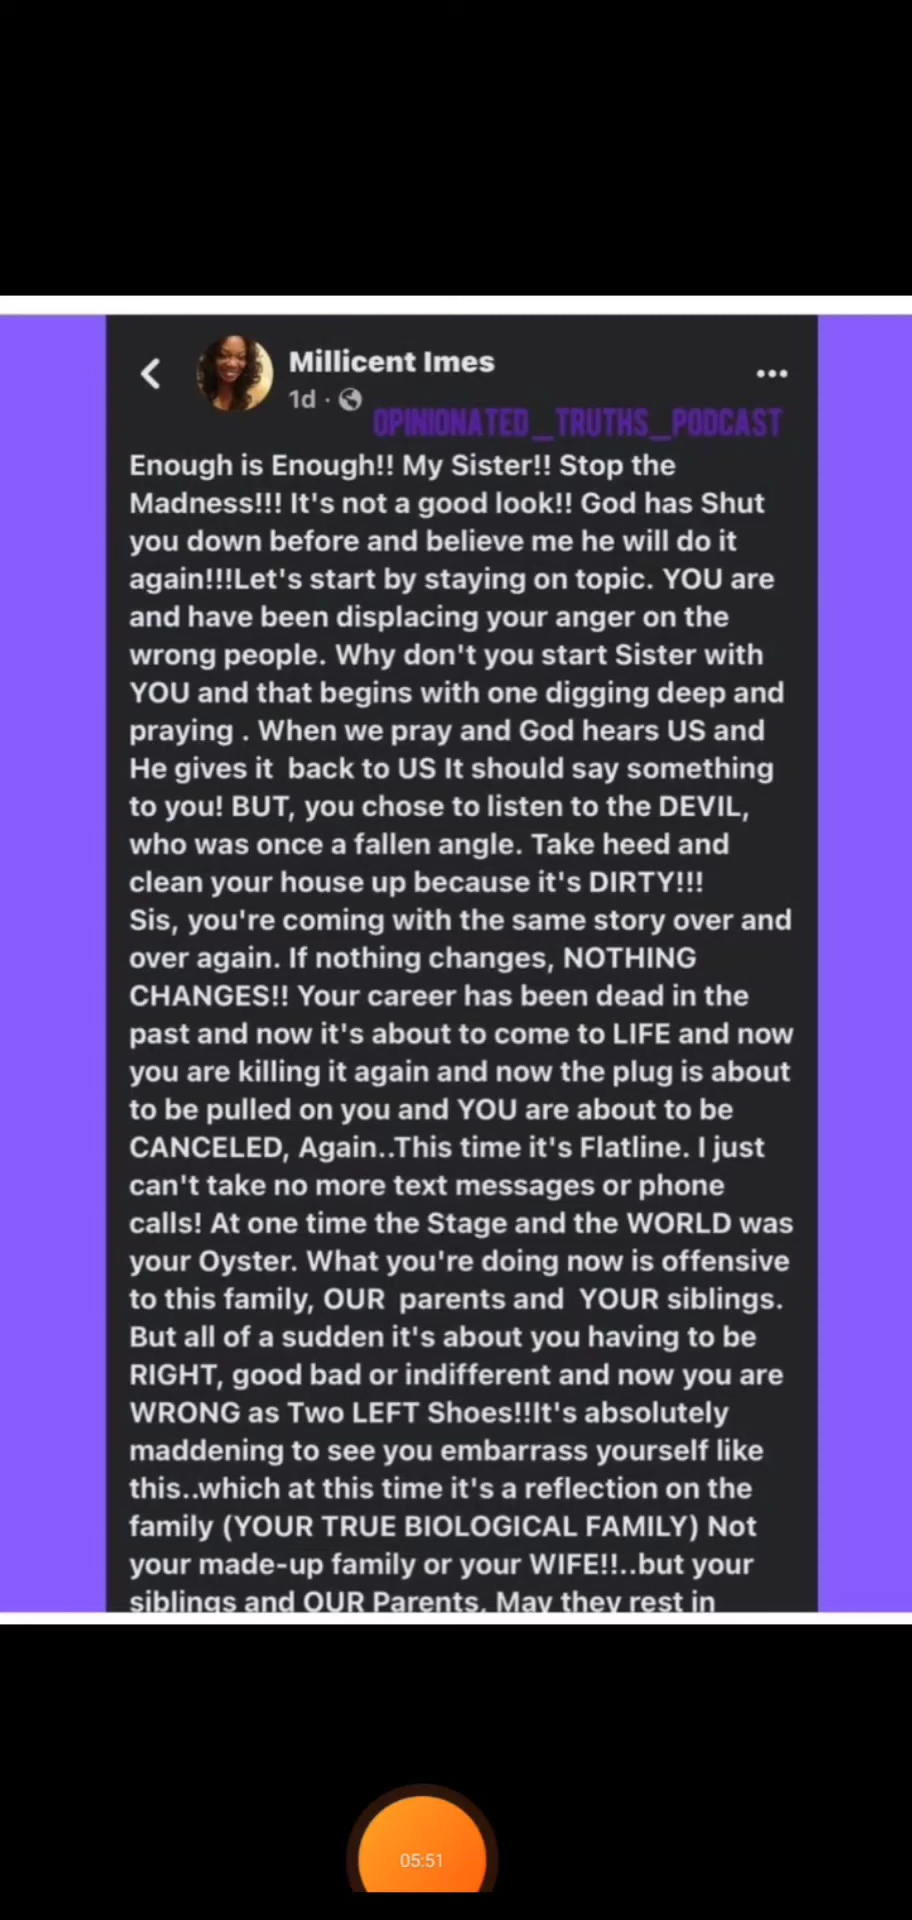 Millicent Imes
1d ·
OPINIONATED_TRUTHS_PODCAST
Enough is Enough!! My Sister!! Stop the
Madness!!! It's not a good look!! God has Shut
you down before and believe me he will do it
again!!!Let's start by staying on topic. YOU are
and have been displacing your anger on the
wrong people. Why don't you start Sister with
YOU and that begins with one digging deep and
praying . When we pray and God hears US and
He gives it  back to US It should say something
to you! BUT, you chose to listen to the DEVIL,
who was once a fallen angle. Take heed and
clean your house up because it's DIRTY!!!
Sis, you're coming with the same story over and
over again. If nothing changes, NOTHING
CHANGES!! Your career has been dead in the
past and now it's about to come to LIFE and now
you are killing it again and now the plug is about
to be pulled on you and YOU are about to be
CANCELED, Again..This time it's Flatline. I just
can't take no more text messages or phone
calls! At one time the Stage and the WORLD was
your Oyster. What you're doing now is offensive
to this family, OUR  parents and  YOUR siblings.
But all of a sudden it's about you having to be
RIGHT, good bad or indifferent and now you are
WRONG as Two LEFT Shoes!!It's absolutely
maddening to see you embarrass yourself like
this..which at this time it's a reflection on the
family (YOUR TRUE BIOLOGICAL FAMILY) Not
your made-up family or your WIFE!!..but your
siblings and OUR Parents, May they rest in
05:51